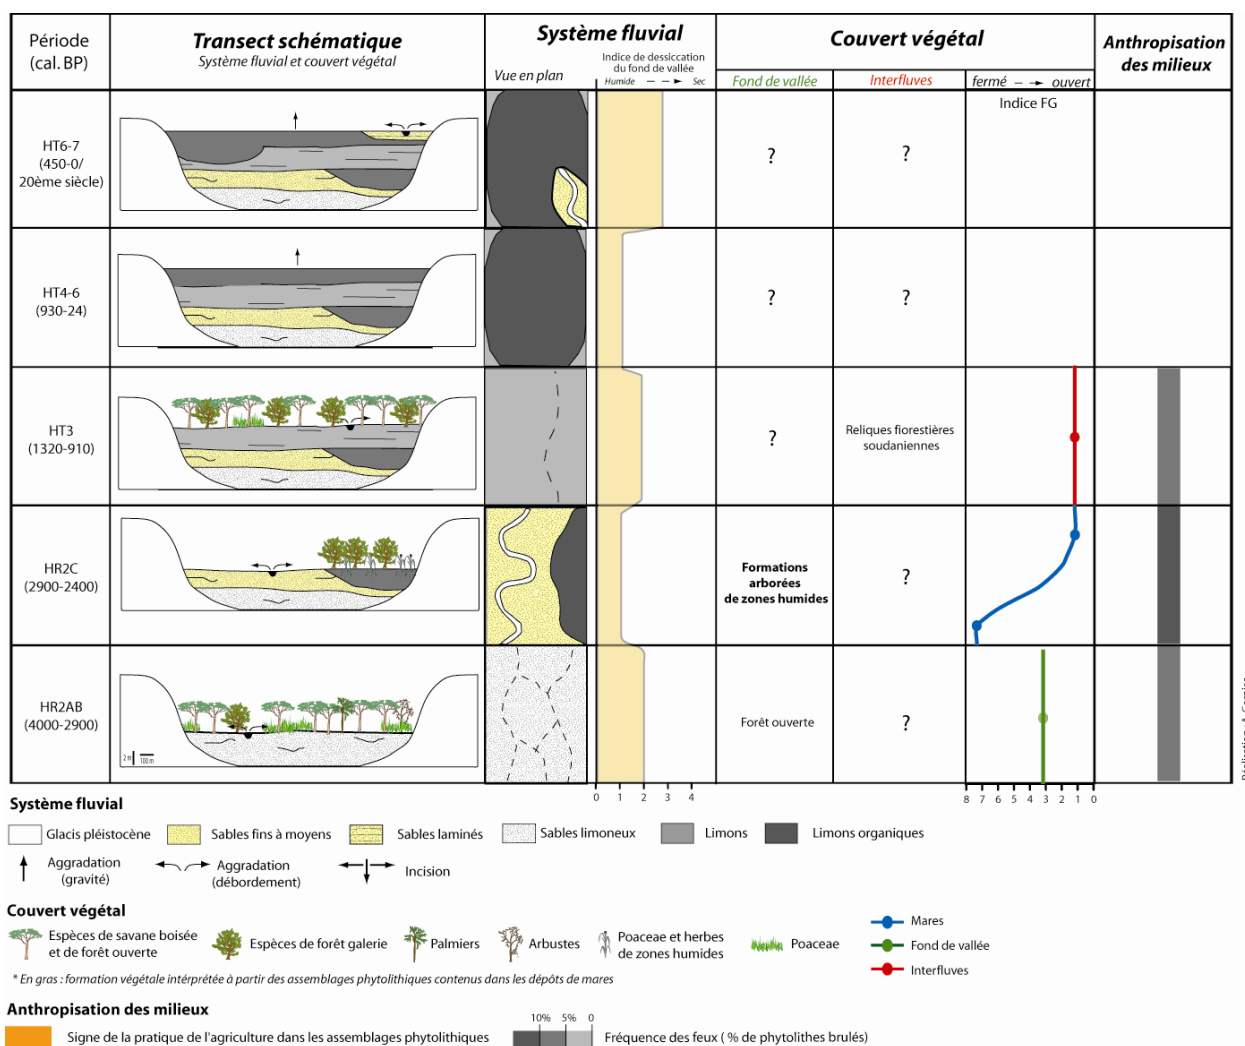 Période
(cal. BP)
Transect schématique
Système fluvial et couvert végétal
Système fluvial
Vue en plan
Indice de dessiccation
du fond de vallée
Humide
Sec
Couvert végétal
Fond de vallée
Interfluves
fermé
ouvert
Anthropisation
des milieux
Indice FG
HT6-7
(450-0/
20ème siècle)
?
?
HT4-6
(930-24)
?
?
HT3
(1320-910)
?
Reliques fiorestières
soudaniennes
HR2C
(2900-2400)
Formations
arborées
de zones humides
?
HR2AB
(4000-2900)
2 m
100 m
Forêt ouverte
?
0 1 2 3 4
8 7 6 5 4 3 2 1 0
Système fluvial
Glacis pléistocène
Sables fins à moyens
Sables laminés
Sables limoneux
Limons
Limons organiques
Aggradation
(gravité)
Aggradation
(débordement)
Incision
Couvert végétal
Espèces de savane boisée
et de forêt ouverte
Espèces de forêt galerie
Palmiers
Arbustes
Poaceae et herbes
de zones humides
Poaceae
Mares
Fond de vallée
Interfluves
* En gras : formation végétale intérprétée à partir des assemblages phytolithiques contenus dans les dépôts de mares
Anthropisation des milieux
Signe de la pratique de l'agriculture dans les assemblages phytolithiques
10% 5% 0
Fréquence des feux ( % de phytolithes brulés)